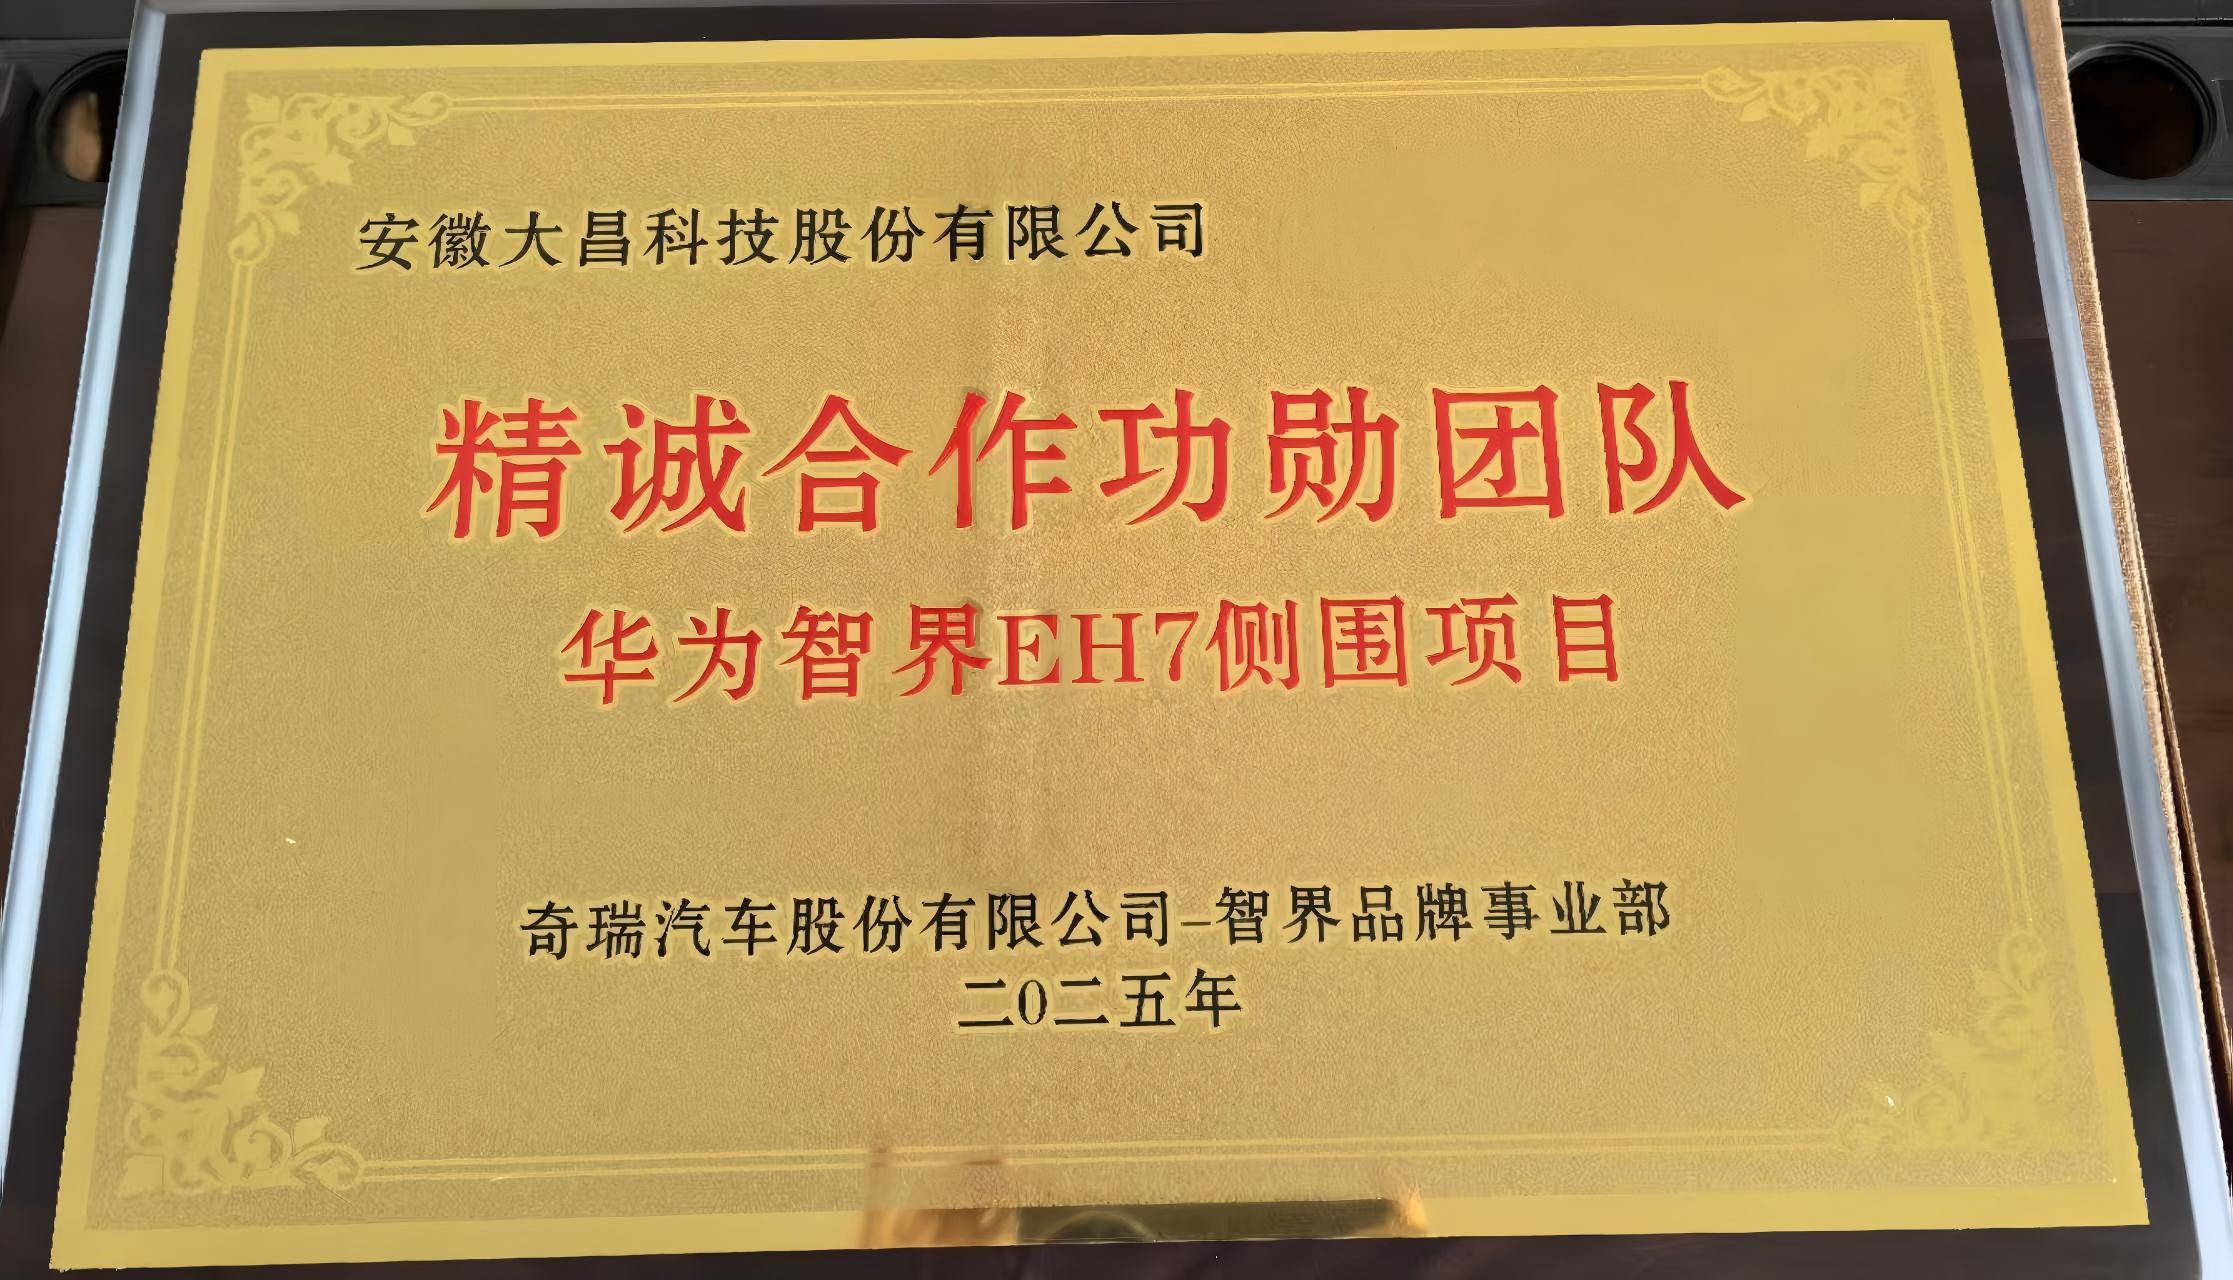 安徽大昌科技股份有限公司
精诚合作功勋团队
华为智界EH7侧围项目
奇瑞汽车股份有限公司-智界品牌事业部
二0二五年